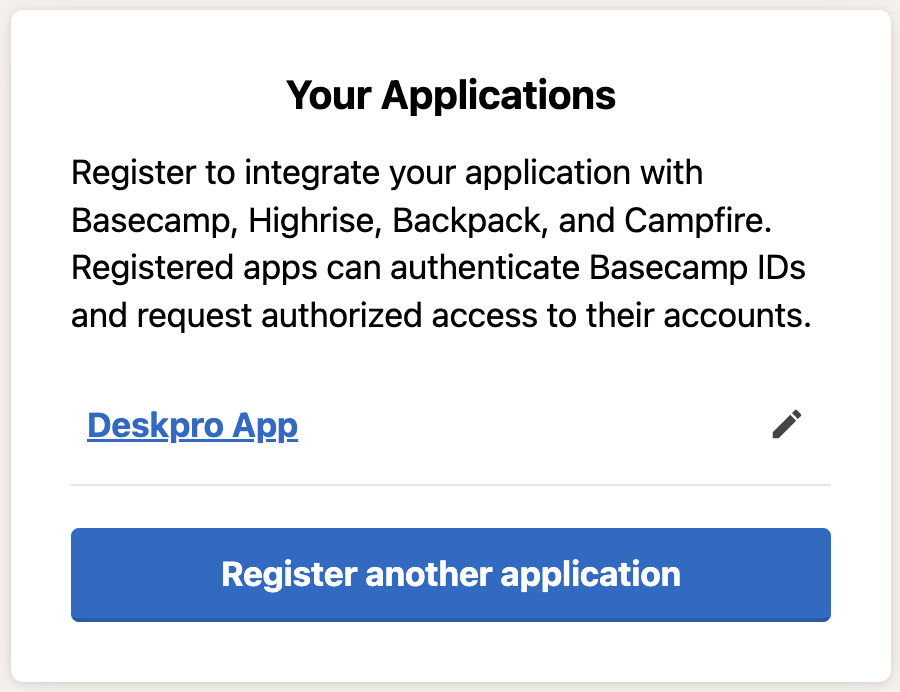 Your Applications
Register to integrate your application with
Basecamp, Highrise, Backpack, and Campfire.
Registered apps can authenticate Basecamp IDs
and request authorized access to their accounts.
Deskpro App
Register another application